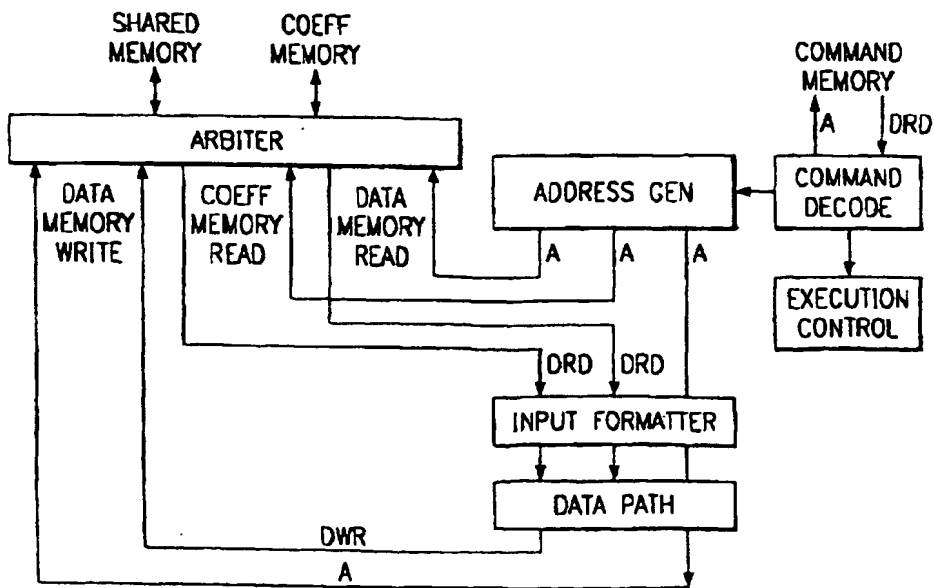 SHARED
MEMORY
COEFF
MEMORY
COMMAND
MEMORY
A
DRD
ARBITER
ADDRESS GEN
COMMAND
DECODE
DATA
MEMORY
WRITE
COEFF
MEMORY
READ
DATA
MEMORY
READ
A
A
A
EXECUTION
CONTROL
DRD
DRD
INPUT FORMATTER
DATA PATH
DWR
A